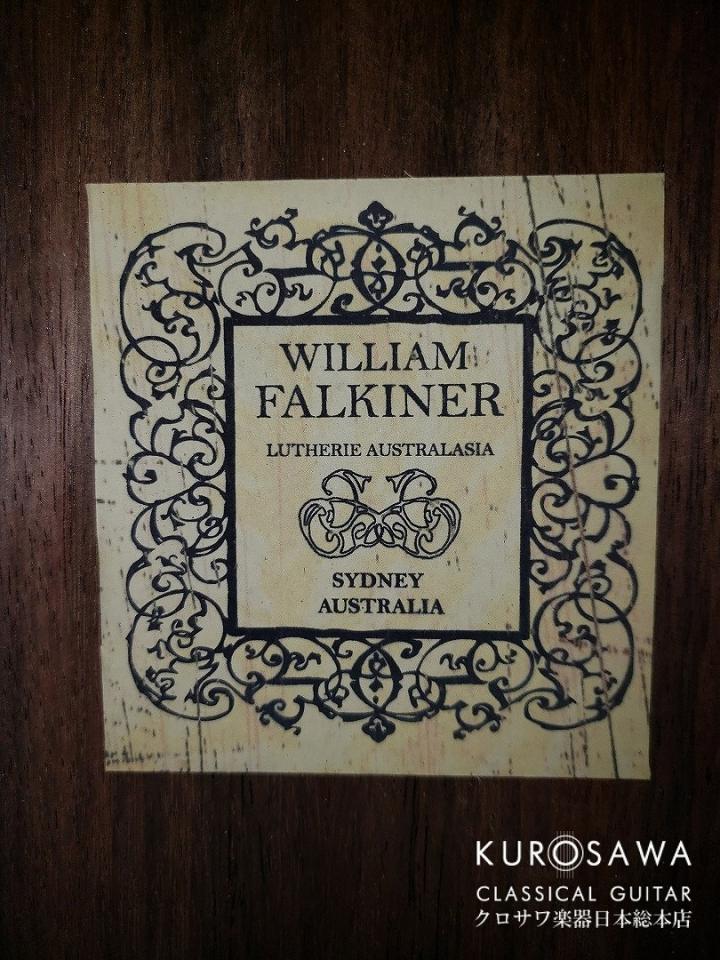 WILLIAM
FALKINER
LUTHERIE AUSTRALASIA
SYDNEY
AUSTRALIA
KUROSAWA
CLASSICAL GUITAR
クロサワ楽器日本総本店